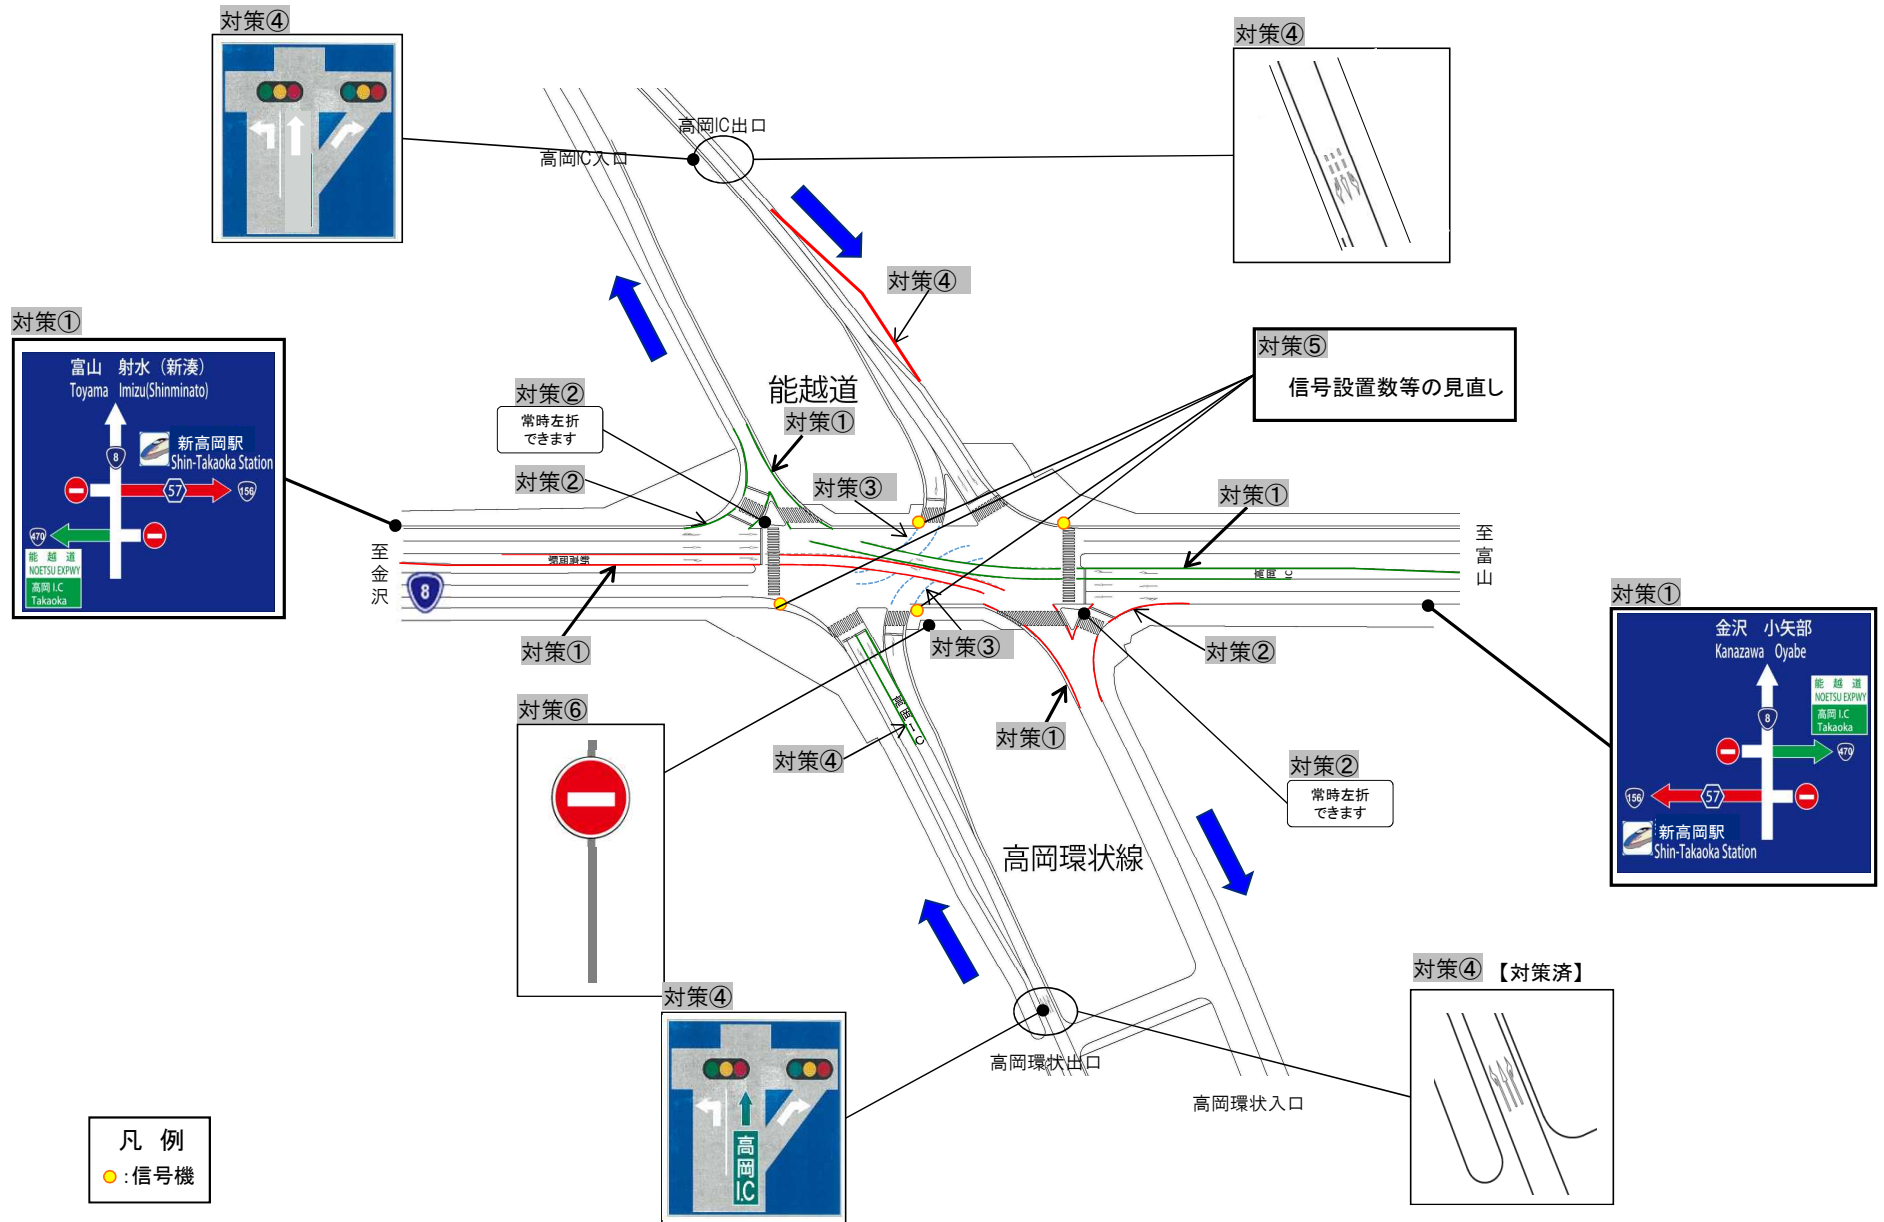 対策④
対策④
高岡IC出口
高岡IC入口
対策④
対策①
富山 射水(新湊)
Toyama Imizu(Shinminato)
8
新高岡駅
Shin-Takaoka Station
57
156
470
能越道
NOETSU EXPWY
高岡 I.C
Takaoka
対策⑤
信号設置数等の見直し
能越道
対策②
常時左折
できます
対策①
対策②
対策③
対策①
至金沢
8
至富山
高岡 IC
対策①
対策③
対策②
対策①
金沢 小矢部
Kanazawa Oyabe
能越道
NOETSU EXPWY
高岡 I.C
Takaoka
8
470
156
57
新高岡駅
Shin-Takaoka Station
対策⑥
高岡IC
対策④
対策①
対策②
常時左折
できます
高岡環状線
対策④
高岡I.C
高岡環状出口
高岡環状入口
対策④ 【対策済】
凡 例
:信号機